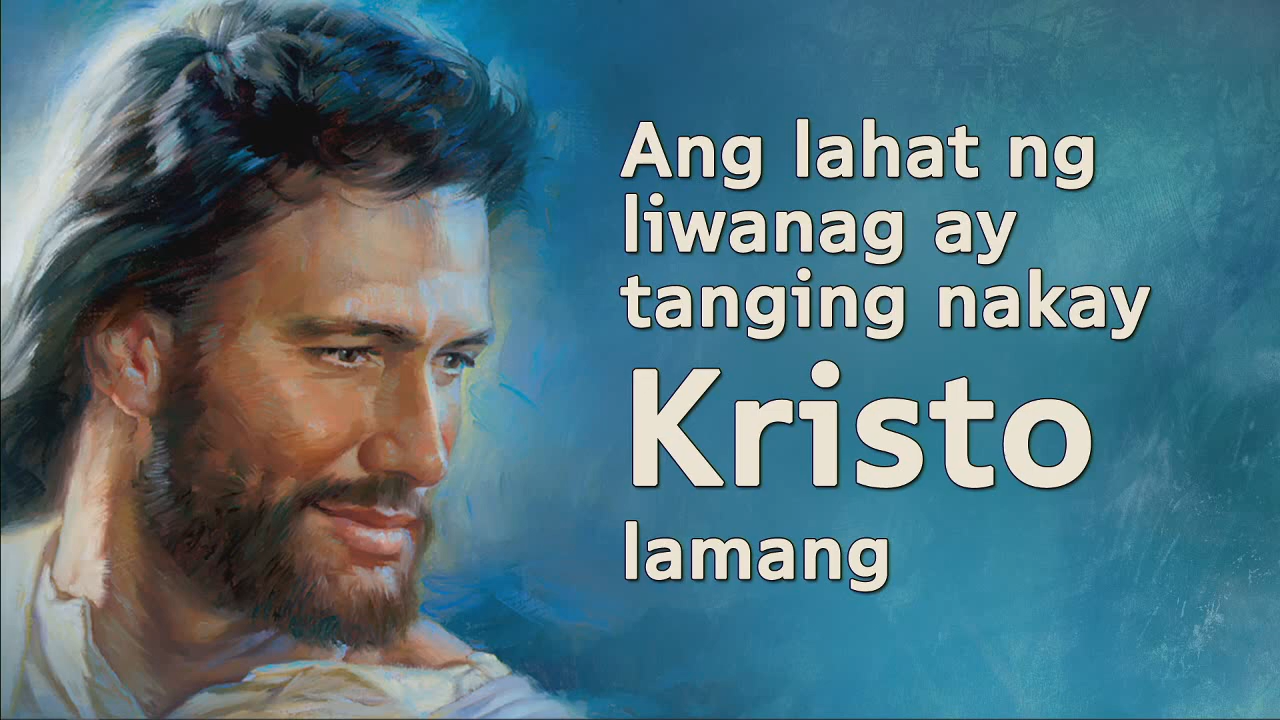 Ang lahat ng
liwanag ay
tanging nakay
Kristo
lamang